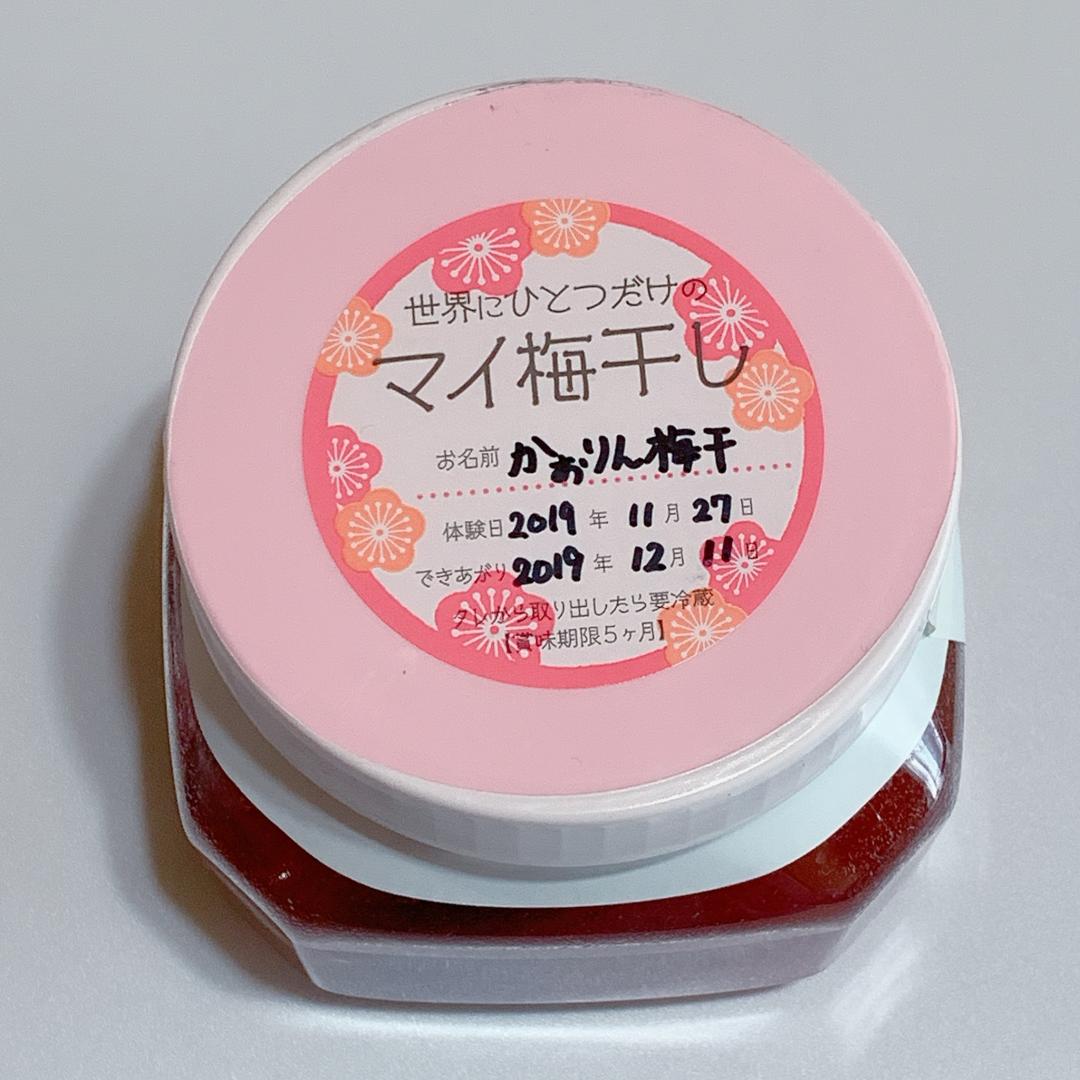 世界にひとつだけの
マイ梅干し
お名前 かおりん梅干
体験日 2019 年 11 月 27 日
できあがり 2019 年 12 月 11 日
タレから取り出したら要冷蔵
【賞味期限5ヶ月】